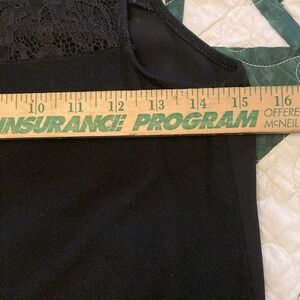 10 11 12 13 14 15 16
INSURANCE PROGRAM OFFERE
McNEIL